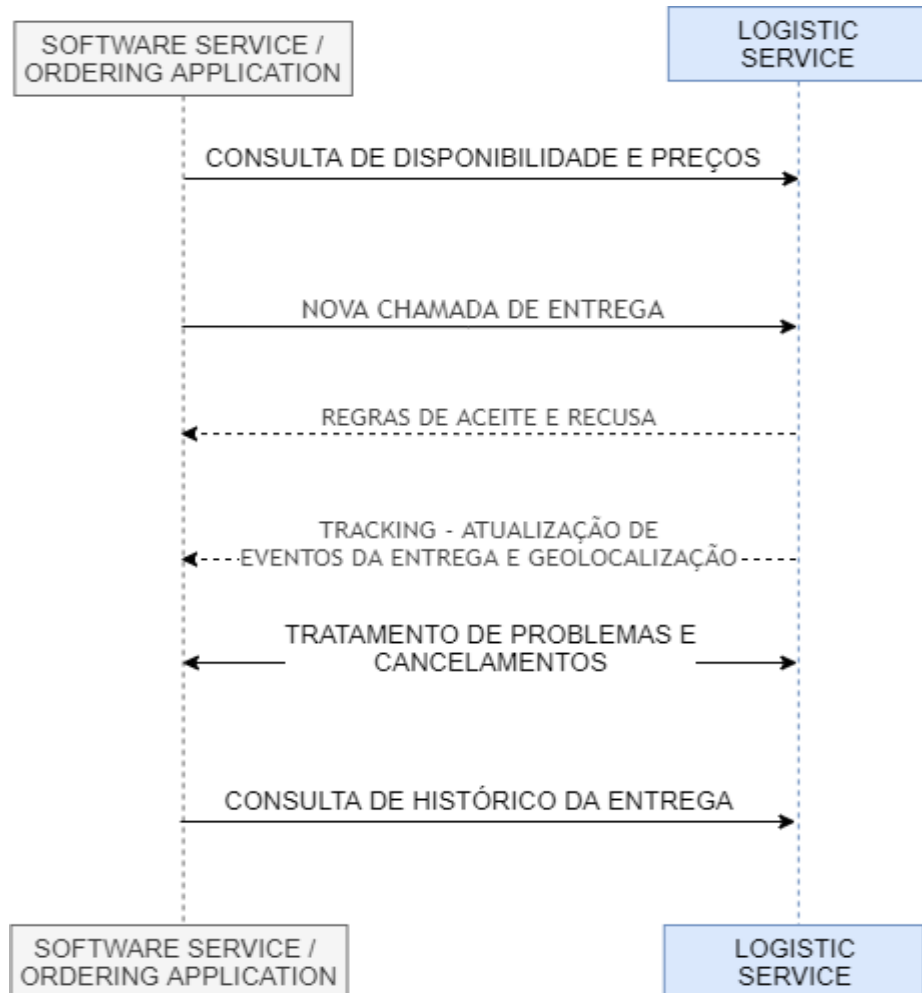 SOFTWARE SERVICE /
ORDERING APPLICATION
LOGISTIC
SERVICE
CONSULTA DE DISPONIBILIDADE E PREÇOS
NOVA CHAMADA DE ENTREGA
REGRAS DE ACEITE E RECUSA
TRACKING - ATUALIZAÇÃO DE
EVENTOS DA ENTREGA E GEOLOCALIZAÇÃO
TRATAMENTO DE PROBLEMAS E
CANCELAMENTOS
CONSULTA DE HISTÓRICO DA ENTREGA
SOFTWARE SERVICE /
ORDERING APPLICATION
LOGISTIC
SERVICE